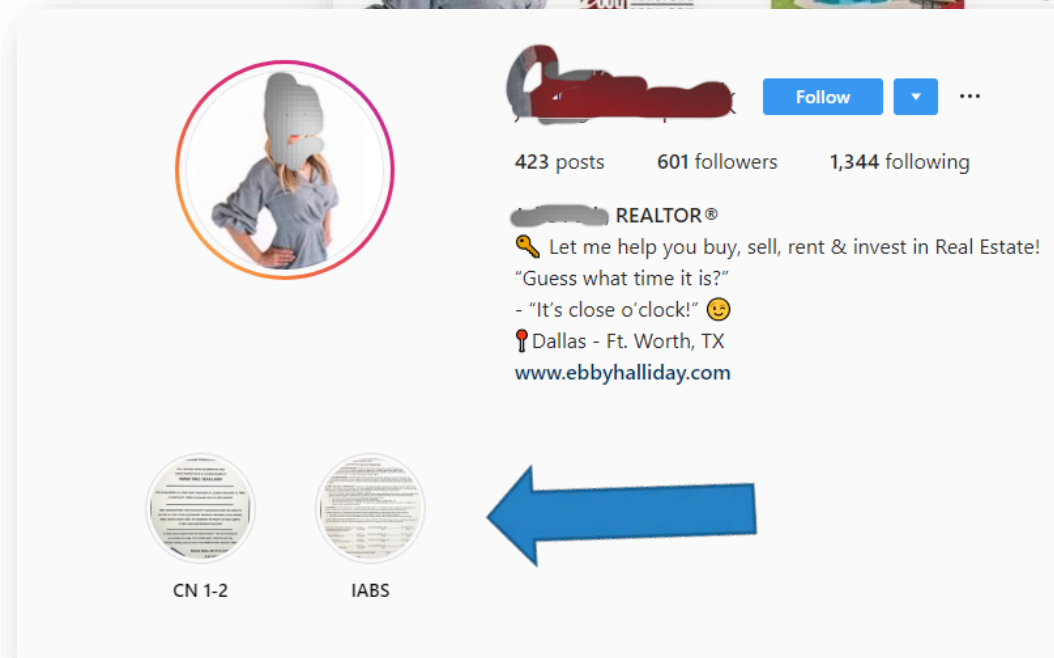 Follow
423 posts 601 followers 1,344 following
REALTOR®
🔑 Let me help you buy, sell, rent & invest in Real Estate!
“Guess what time it is?”
- “It’s close o’clock!” 😉
📍Dallas - Ft. Worth, TX
www.ebbyhalliday.com
CN 1-2 IABS